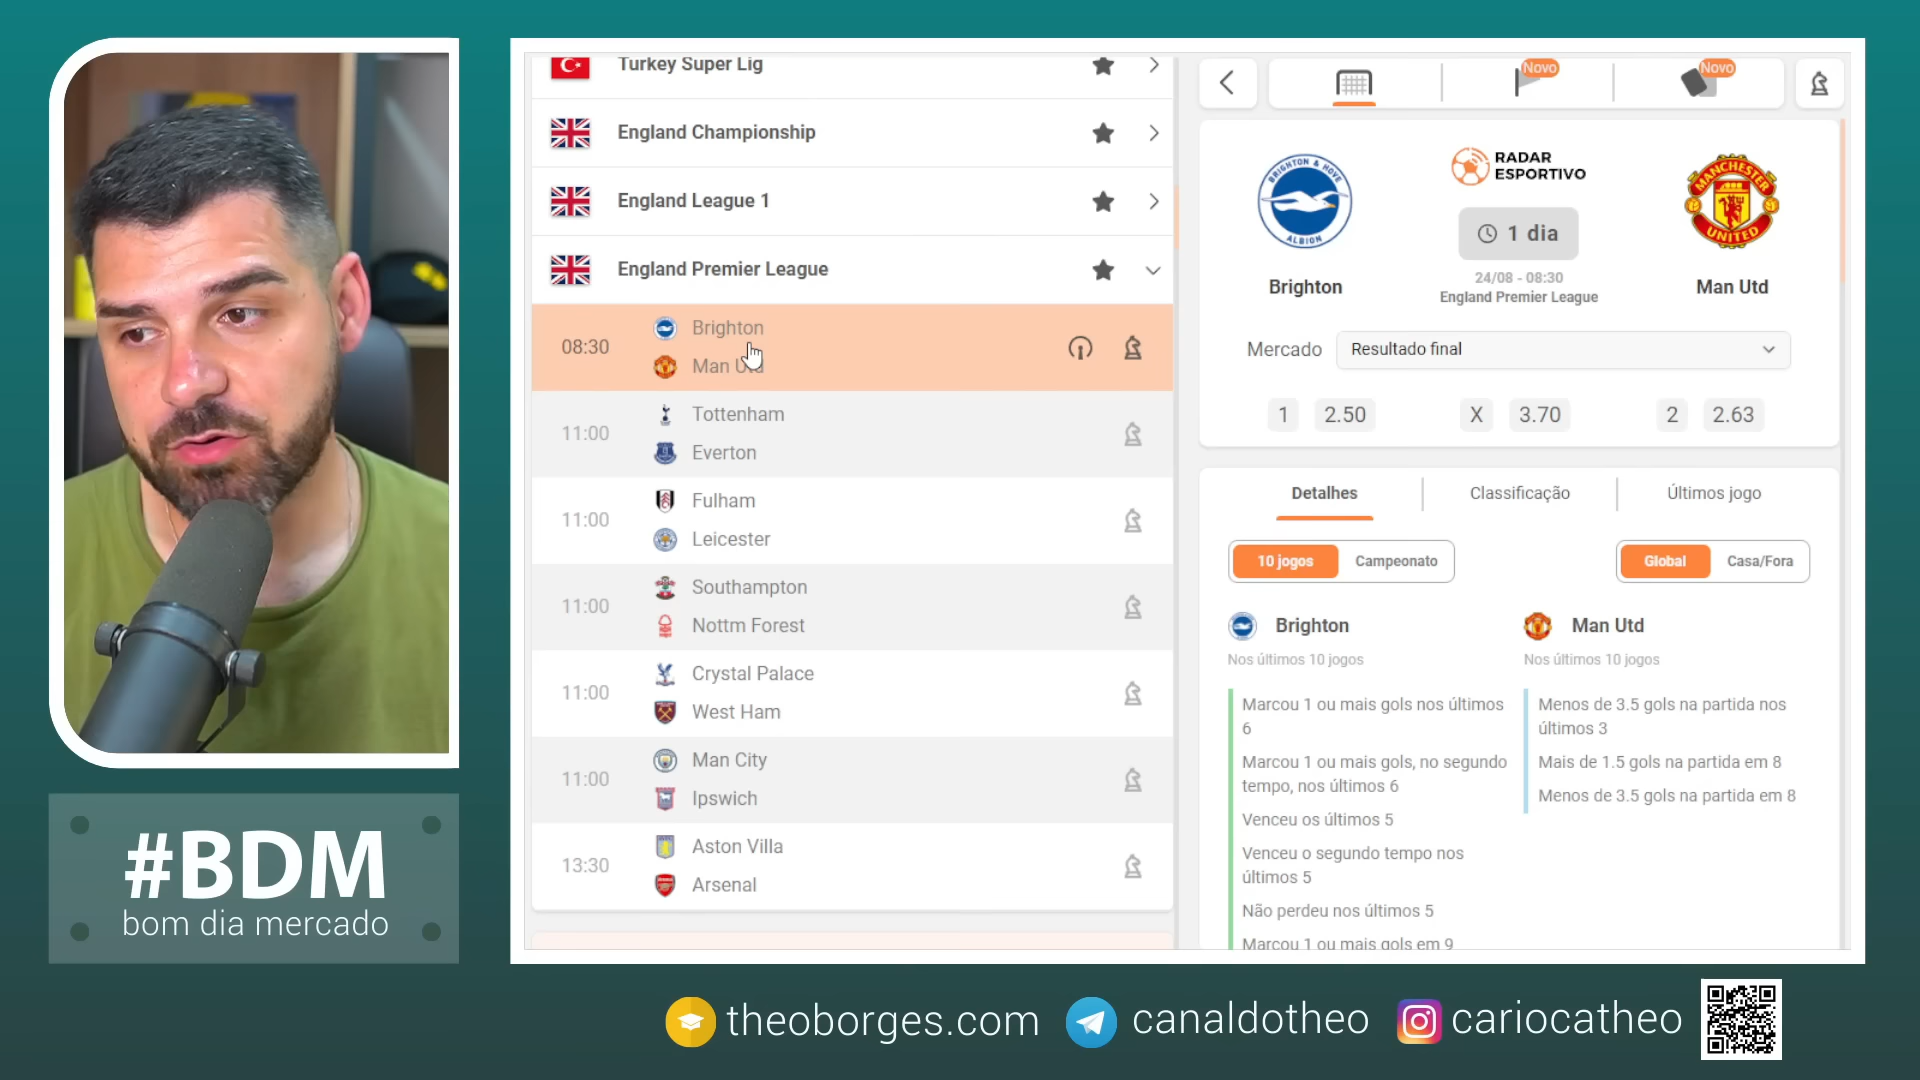 Turkey Super Lig
England Championship
England League 1
England Premier League
08:30
Brighton
Man Utd
11:00
Tottenham
Everton
11:00
Fulham
Leicester
11:00
Southampton
Nottm Forest
11:00
Crystal Palace
West Ham
11:00
Man City
Ipswich
13:30
Aston Villa
Arsenal
Novo
Novo
BRIGHTON & HOVE
ALBION
RADAR
ESPORTIVO
MANCHESTER
UNITED
1 dia
24/08 - 08:30
England Premier League
Brighton
Man Utd
Mercado
Resultado final
1 2.50 X 3.70 2 2.63
Detalhes
Classificação
Últimos jogo
10 jogos
Campeonato
Global
Casa/Fora
Brighton
Nos últimos 10 jogos
Marcou 1 ou mais gols nos últimos
6
Marcou 1 ou mais gols, no segundo
tempo, nos últimos 6
Venceu os últimos 5
Venceu o segundo tempo nos
últimos 5
Não perdeu nos últimos 5
Marcou 1 ou mais gols em 9
Man Utd
Nos últimos 10 jogos
Menos de 3.5 gols na partida nos
últimos 3
Mais de 1.5 gols na partida em 8
Menos de 3.5 gols na partida em 8
#BDM
bom dia mercado
theoborges.com
canaldotheo
cariocatheo